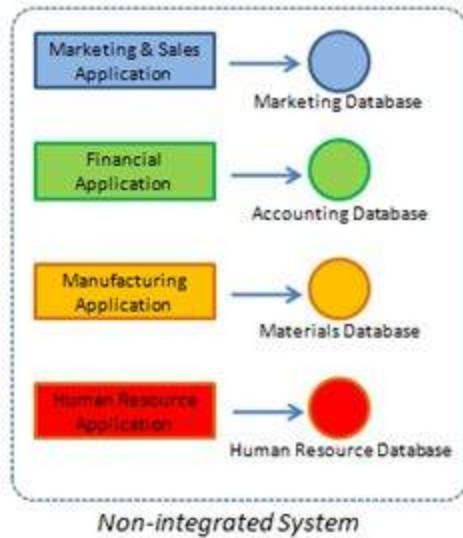 Marketing & Sales
Application
Marketing Database
Financial
Application
Accounting Database
Manufacturing
Application
Materials Database
Human Resource
Application
Human Resource Database
Non-integrated System